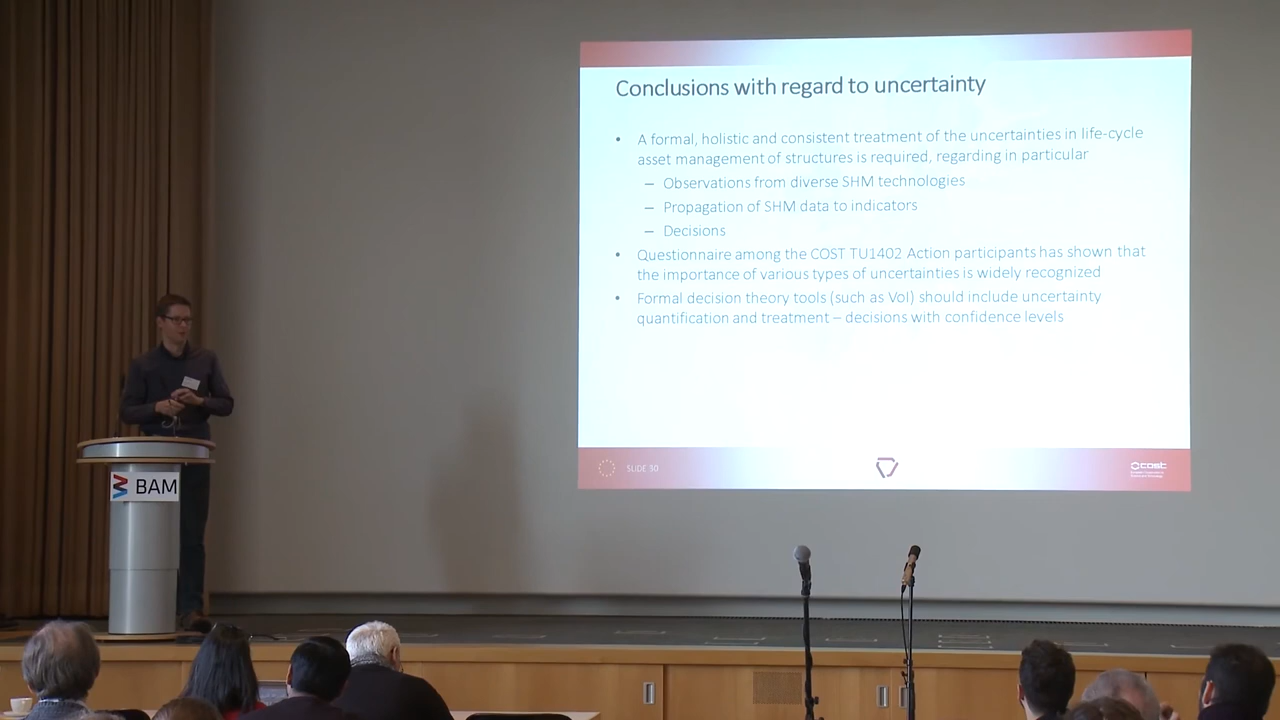 Conclusions with regard to uncertainty
• A formal, holistic and consistent treatment of the uncertainties in life-cycle
asset management of structures is required, regarding in particular
– Observations from diverse SHM technologies
– Propagation of SHM data to indicators
– Decisions
• Questionnaire among the COST TU1402 Action participants has shown that
the importance of various types of uncertainties is widely recognized
• Formal decision theory tools (such as VoI) should include uncertainty
quantification and treatment – decisions with confidence levels
SLIDE 30
cost
BAM